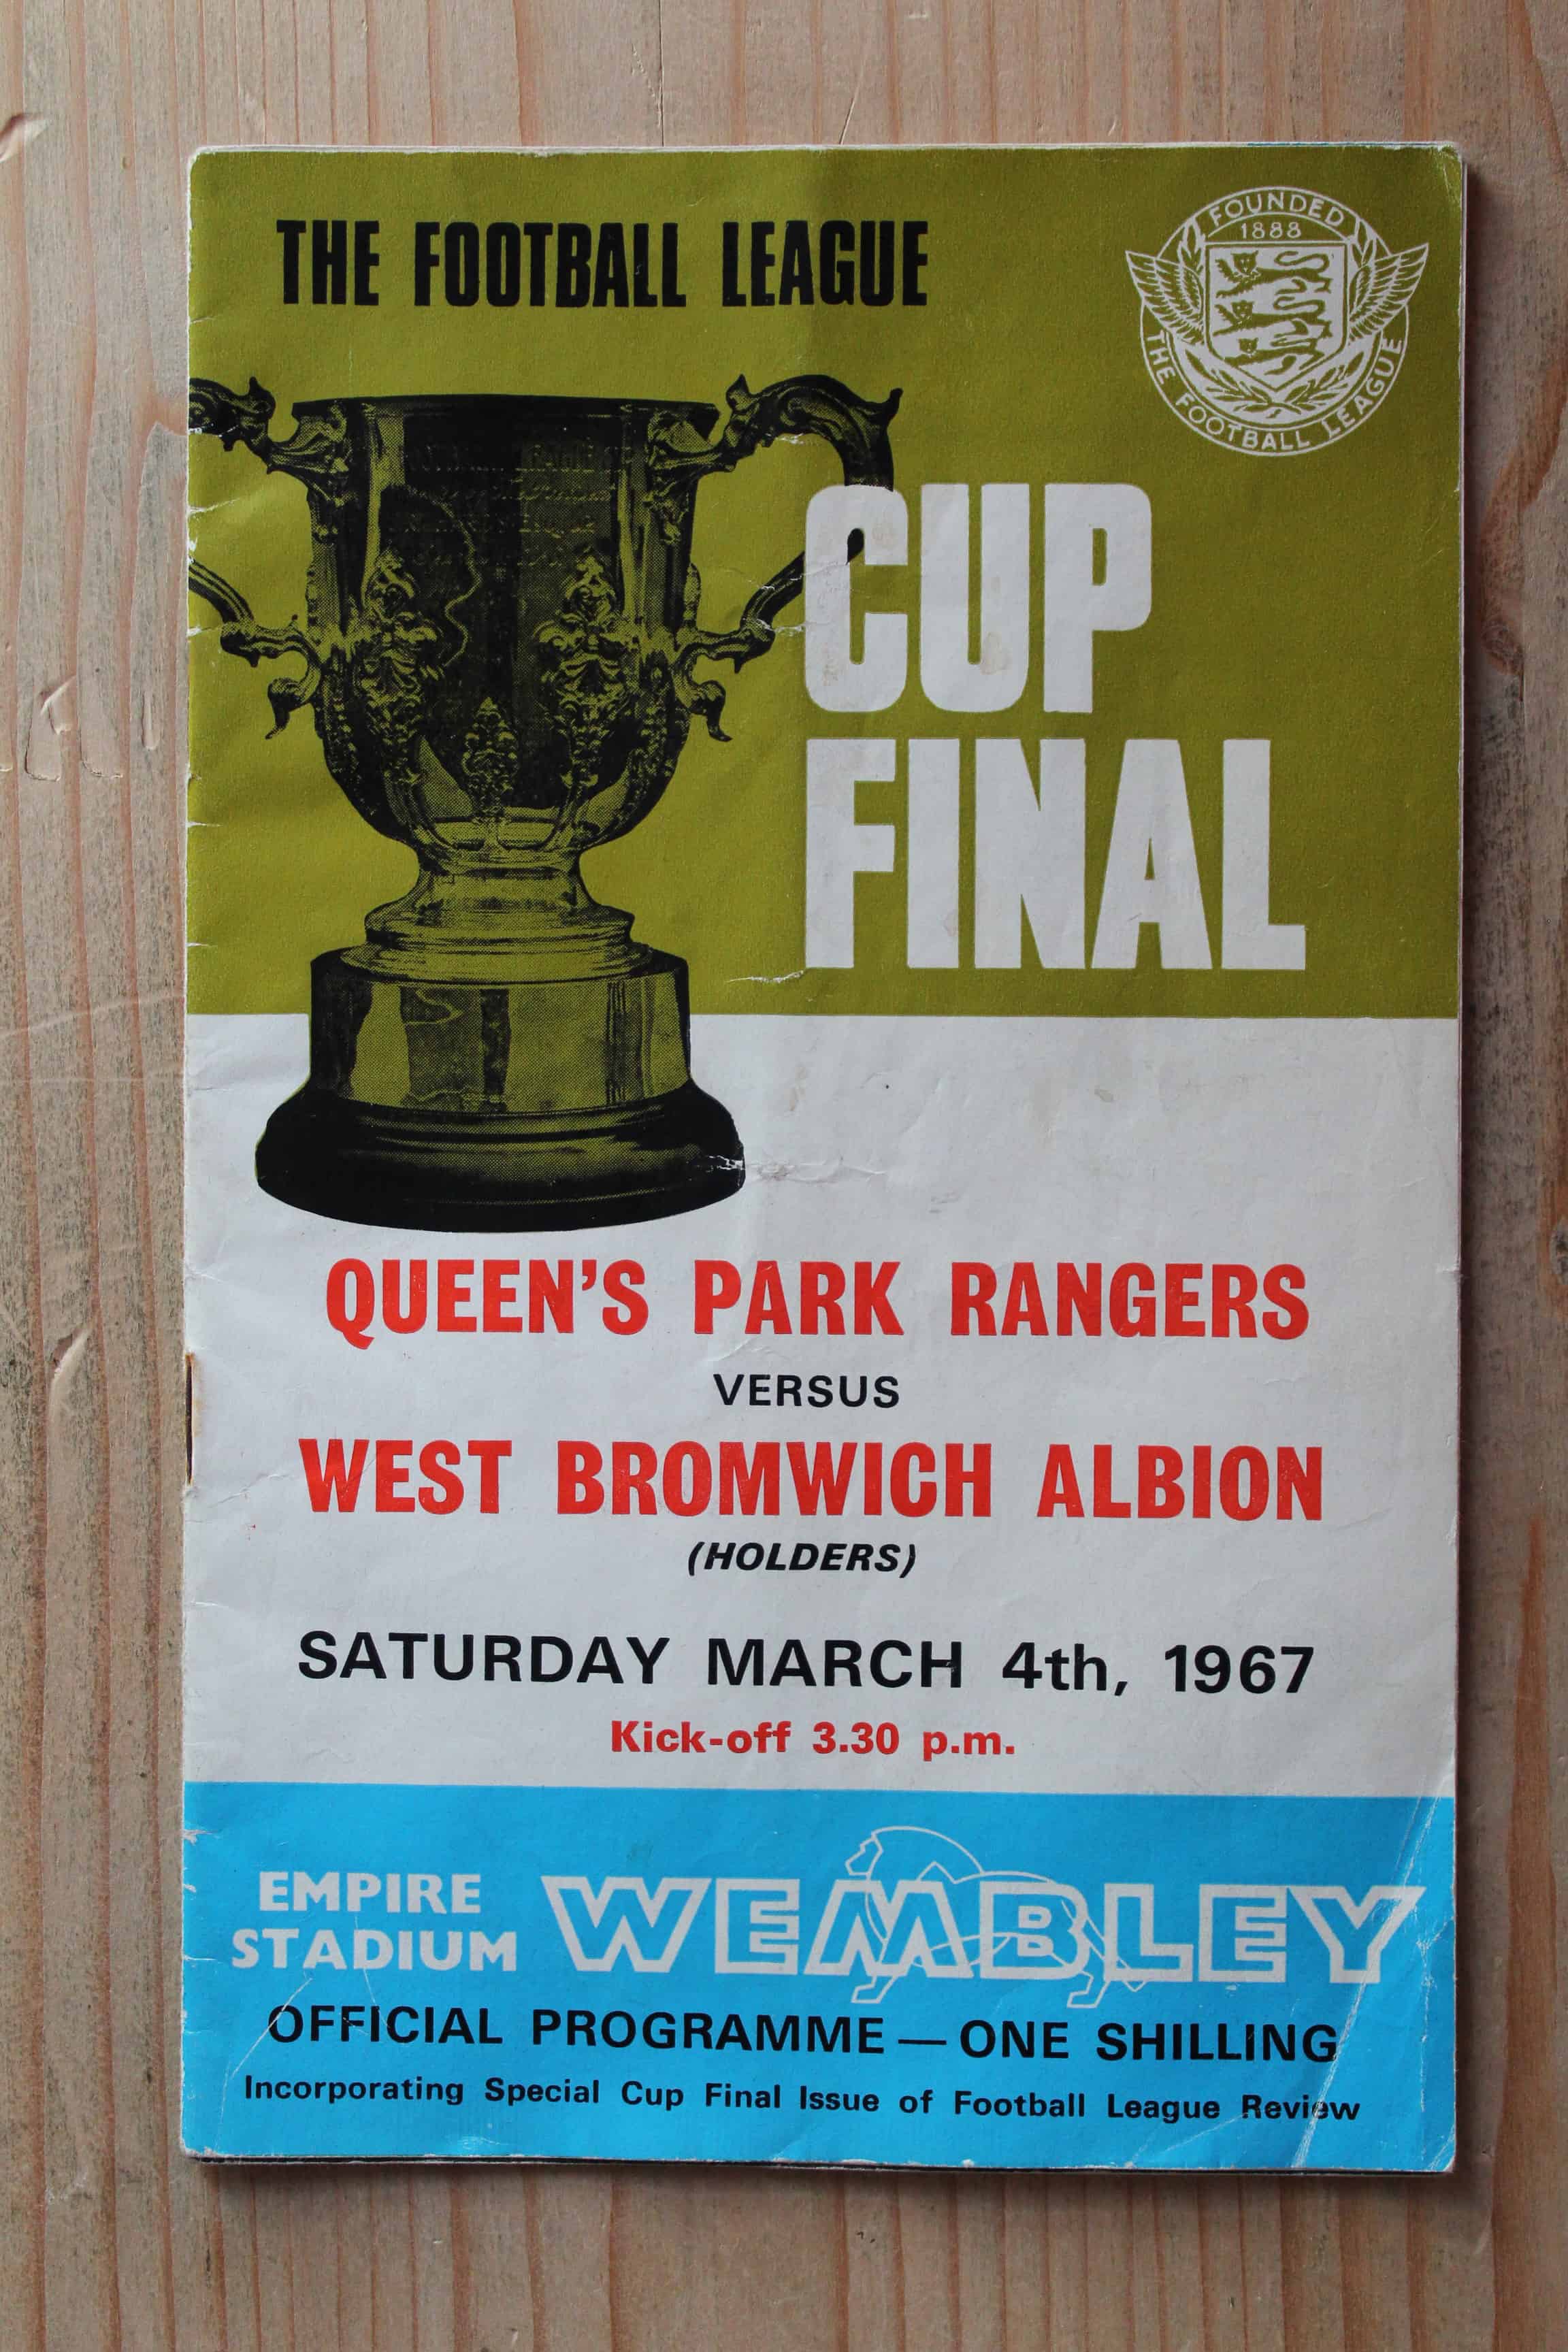 THE FOOTBALL LEAGUE
FOUNDED
1888
THE FOOTBALL LEAGUE
CUP
FINAL
QUEEN'S PARK RANGERS
VERSUS
WEST BROMWICH ALBION
(HOLDERS)
SATURDAY MARCH 4th, 1967
Kick-off 3.30 p.m.
EMPIRE
STADIUM
WEMBLEY
OFFICIAL PROGRAMME — ONE SHILLING
Incorporating Special Cup Final Issue of Football League Review